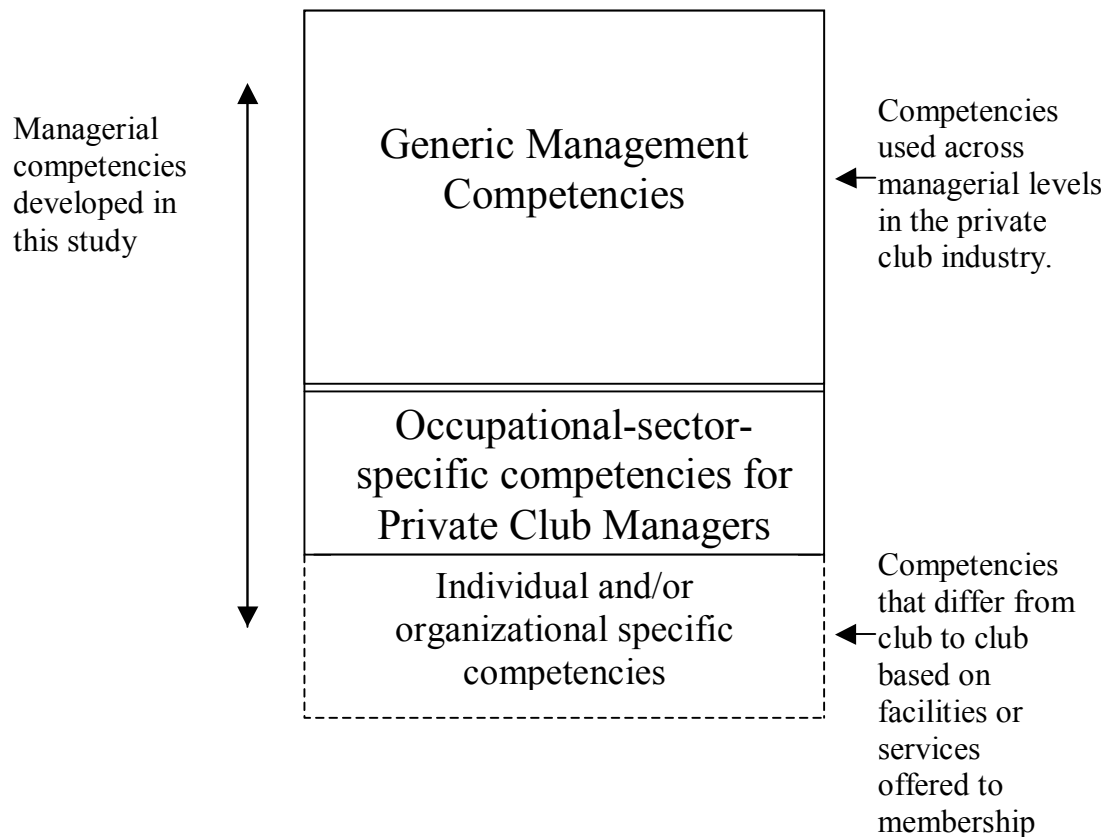 Managerial
competencies
developed in
this study
Generic Management
Competencies
Competencies
used across
managerial levels
in the private
club industry.
Occupational-sector-
specific competencies for
Private Club Managers
Individual and/or
organizational specific
competencies
Competencies
that differ from
club to club
based on
facilities or
services
offered to
membership